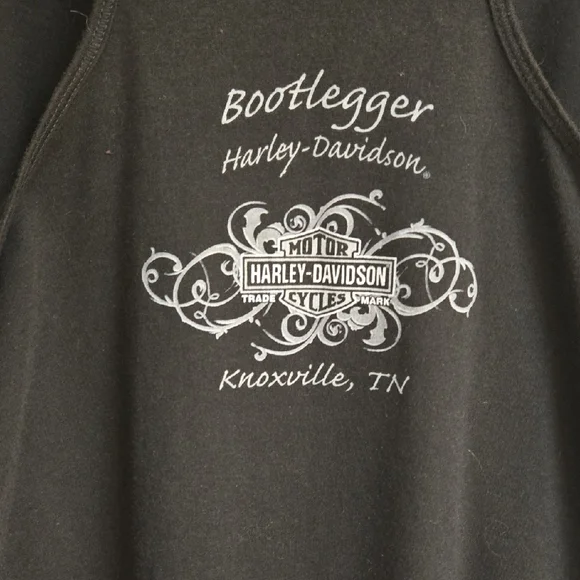 Bootlegger
Harley-Davidson®
MOTOR
HARLEY-DAVIDSON
TRADE CYCLES MARK
Knoxville, TN